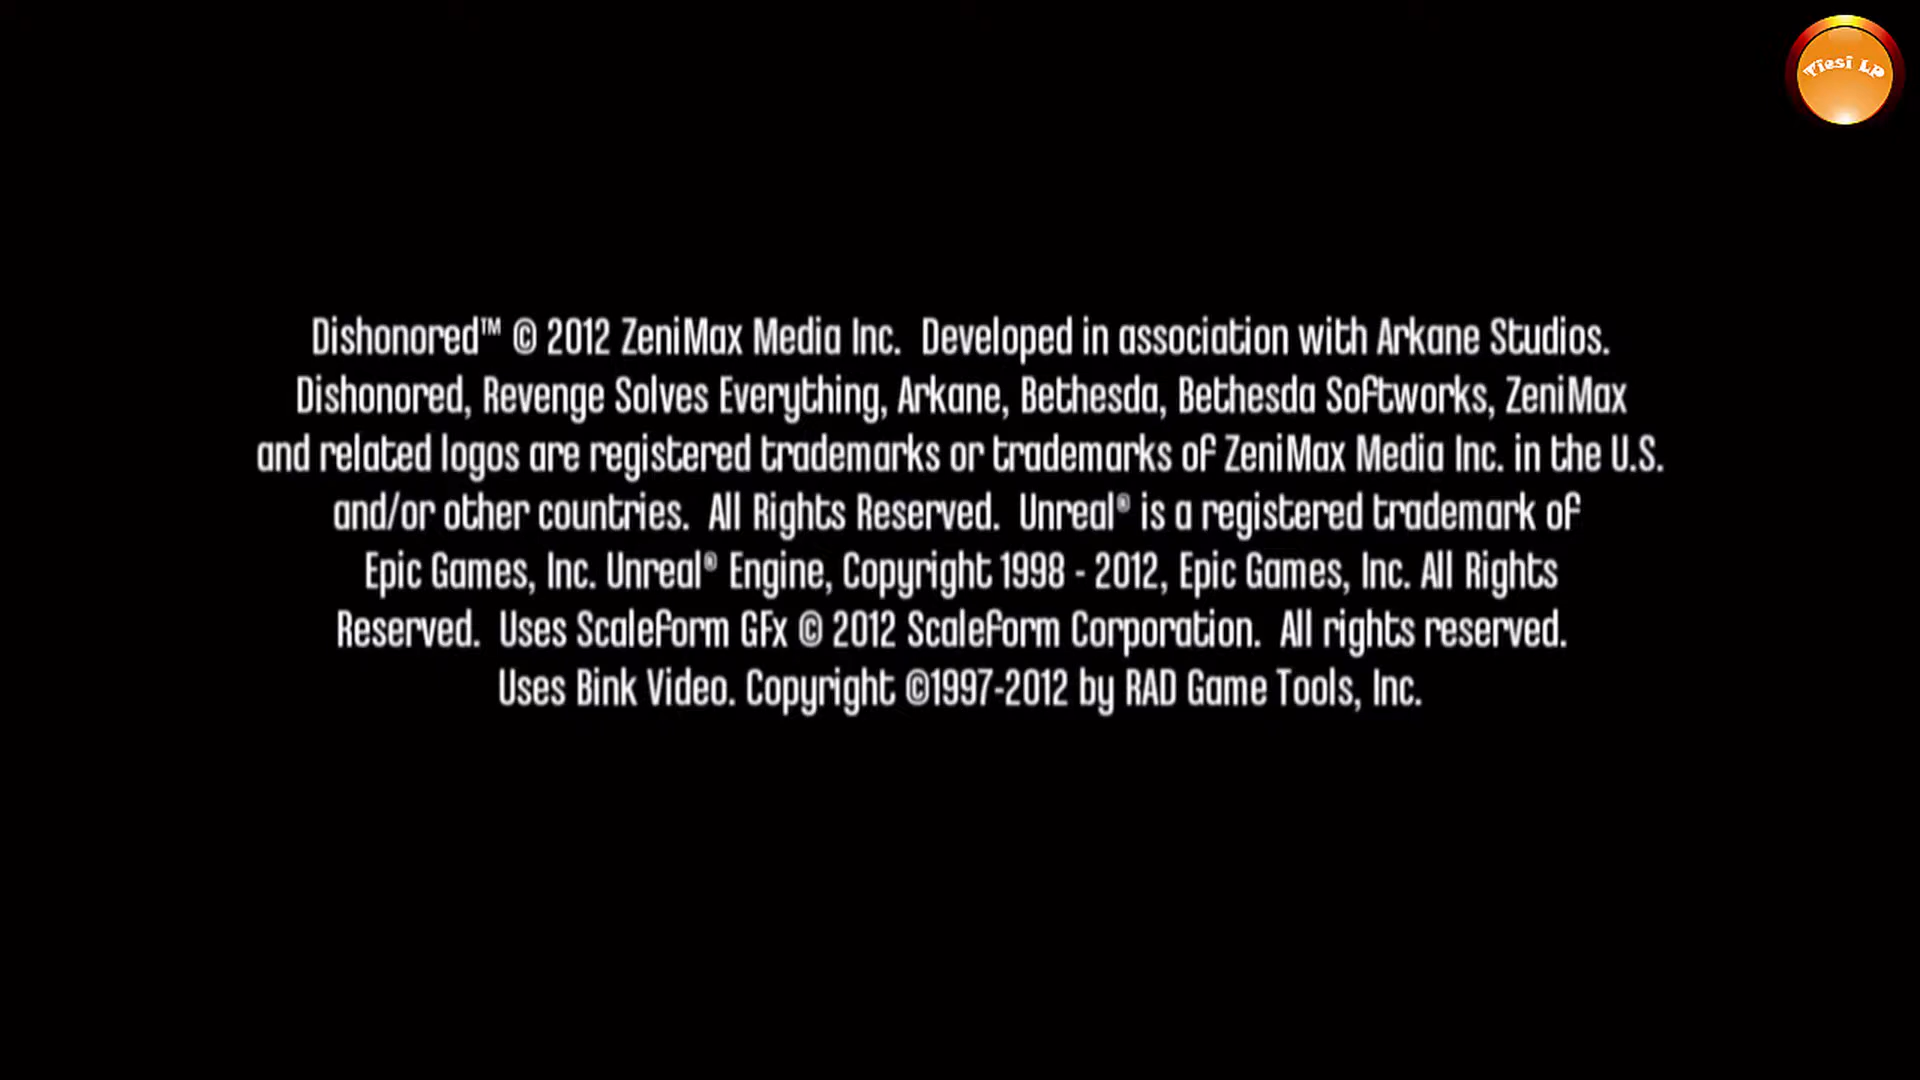 Tiesi LP
Dishonored™ © 2012 ZeniMax Media Inc.  Developed in association with Arkane Studios.
Dishonored, Revenge Solves Everything, Arkane, Bethesda, Bethesda Softworks, ZeniMax
and related logos are registered trademarks or trademarks of ZeniMax Media Inc. in the U.S.
and/or other countries.  All Rights Reserved.  Unreal® is a registered trademark of
Epic Games, Inc. Unreal® Engine, Copyright 1998 - 2012, Epic Games, Inc. All Rights
Reserved.  Uses Scaleform GFx © 2012 Scaleform Corporation.  All rights reserved.
Uses Bink Video. Copyright ©1997-2012 by RAD Game Tools, Inc.